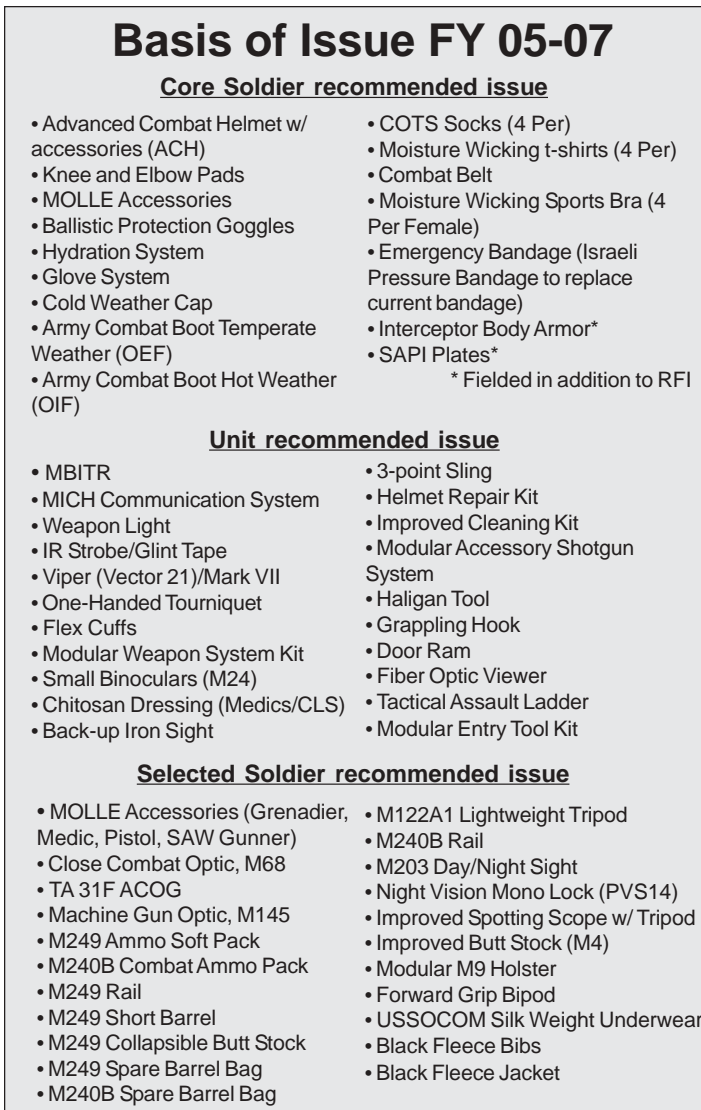 Basis of Issue FY 05-07
Core Soldier recommended issue
• Advanced Combat Helmet w/
accessories (ACH)
• Knee and Elbow Pads
• MOLLE Accessories
• Ballistic Protection Goggles
• Hydration System
• Glove System
• Cold Weather Cap
• Army Combat Boot Temperate
Weather (OEF)
• Army Combat Boot Hot Weather
(OIF)
• COTS Socks (4 Per)
• Moisture Wicking t-shirts (4 Per)
• Combat Belt
• Moisture Wicking Sports Bra (4
Per Female)
• Emergency Bandage (Israeli
Pressure Bandage to replace
current bandage)
• Interceptor Body Armor*
• SAPI Plates*
* Fielded in addition to RFI
Unit recommended issue
• MBITR
• MICH Communication System
• Weapon Light
• IR Strobe/Glint Tape
• Viper (Vector 21)/Mark VII
• One-Handed Tourniquet
• Flex Cuffs
• Modular Weapon System Kit
• Small Binoculars (M24)
• Chitosan Dressing (Medics/CLS)
• Back-up Iron Sight
• 3-point Sling
• Helmet Repair Kit
• Improved Cleaning Kit
• Modular Accessory Shotgun
System
• Haligan Tool
• Grappling Hook
• Door Ram
• Fiber Optic Viewer
• Tactical Assault Ladder
• Modular Entry Tool Kit
Selected Soldier recommended issue
• MOLLE Accessories (Grenadier,
Medic, Pistol, SAW Gunner)
• Close Combat Optic, M68
• TA 31F ACOG
• Machine Gun Optic, M145
• M249 Ammo Soft Pack
• M240B Combat Ammo Pack
• M249 Rail
• M249 Short Barrel
• M249 Collapsible Butt Stock
• M249 Spare Barrel Bag
• M240B Spare Barrel Bag
• M122A1 Lightweight Tripod
• M240B Rail
• M203 Day/Night Sight
• Night Vision Mono Lock (PVS14)
• Improved Spotting Scope w/ Tripod
• Improved Butt Stock (M4)
• Modular M9 Holster
• Forward Grip Bipod
• USSOCOM Silk Weight Underwear
• Black Fleece Bibs
• Black Fleece Jacket